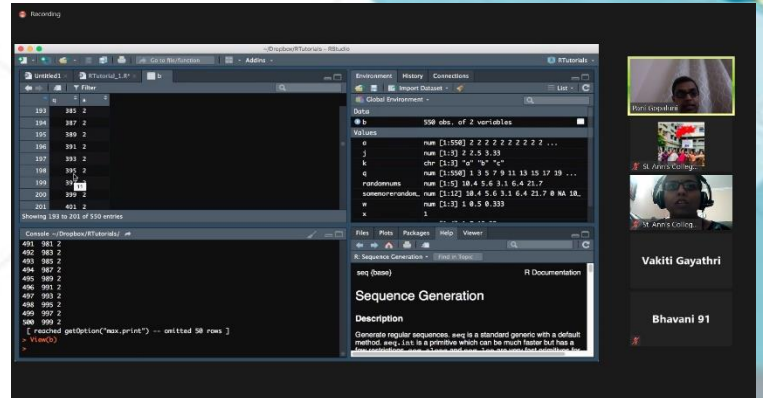 Recording
~/Dropbox/RTutorials - RStudio
Go to file/function
Addins
RTutorials
Untitled1
RTutorial_1.R*
b
Filter
q
193 385 2
194 387 2
195 389 2
196 391 2
197 393 2
198 395 2
199 2
200 399 2
201 401 2
Showing 193 to 201 of 550 entries
Console ~/Dropbox/RTutorials/
491 981 2
492 983 2
493 985 2
494 987 2
495 989 2
496 991 2
497 993 2
498 995 2
499 997 2
500 999 2
[ reached getOption("max.print") -- omitted 50 rows ]
> View(b)
>
Environment History Connections
Import Dataset
List
Global Environment
Data
b 550 obs. of 2 variables
Values
num [1:550] 2 2 2 2 2 2 2 2 2 2 ...
j num [1:3] 2 2.5 3.33
k chr [1:3] "a" "b" "c"
q num [1:550] 1 3 5 7 9 11 13 15 17 19 ...
randomnums num [1:5] 10.4 5.6 3.1 6.4 21.7
somemorerandom_ num [1:12] 10.4 5.6 3.1 6.4 21.7 0 NA 10_
w num [1:3] 1 0.5 0.333
x 1
Files Plots Packages Help Viewer
R: Sequence Generation
Find in Topic
seq {base} R Documentation
Sequence Generation
Description
Generate regular sequences. seq is a standard generic with a default
method. seq.int is a primitive which can be much faster but has a
Pani Gopaluni
St. Ann's Colleg...
St. Ann's Colleg...
Vakiti Gayathri
Bhavani 91